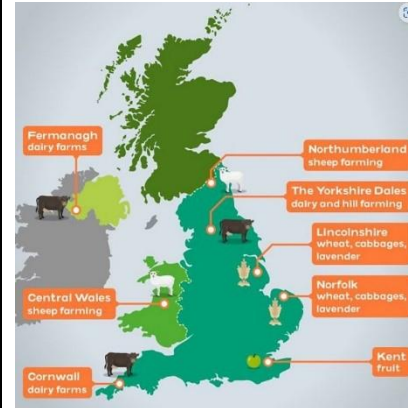 Fermanagh
dairy farms
Northumberland
sheep farming
The Yorkshire Dales
dairy and hill farming
Lincolnshire
wheat, cabbages,
lavender
Norfolk
wheat, cabbages,
lavender
Central Wales
sheep farming
Kent
fruit
Cornwall
dairy farms